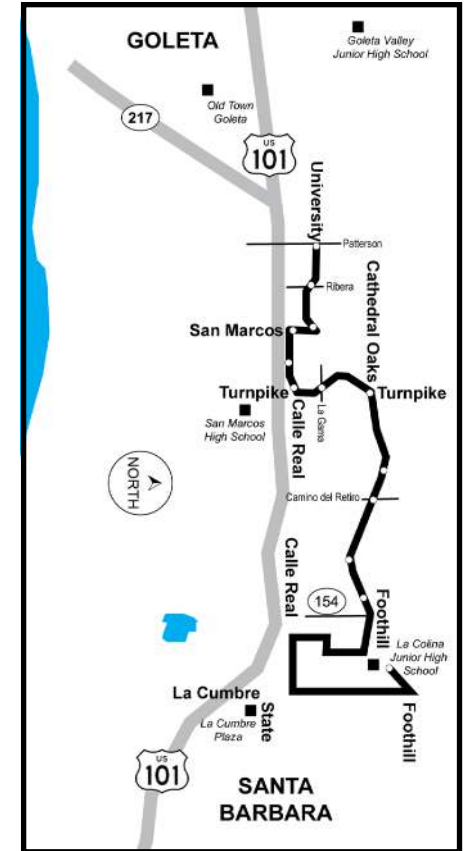 GOLETA
Goleta Valley
Junior High School
Old Town
Goleta
217
US
101
University
Patterson
Cathedral Oaks
Ribera
San Marcos
Turnpike
Turnpike
La Gama
Calle Real
San Marcos
High School
NORTH
Camino del Retiro
Calle Real
154
Foothill
La Colina
Junior High
School
La Cumbre
State
La Cumbre
Plaza
Foothill
US
101
SANTA
BARBARA